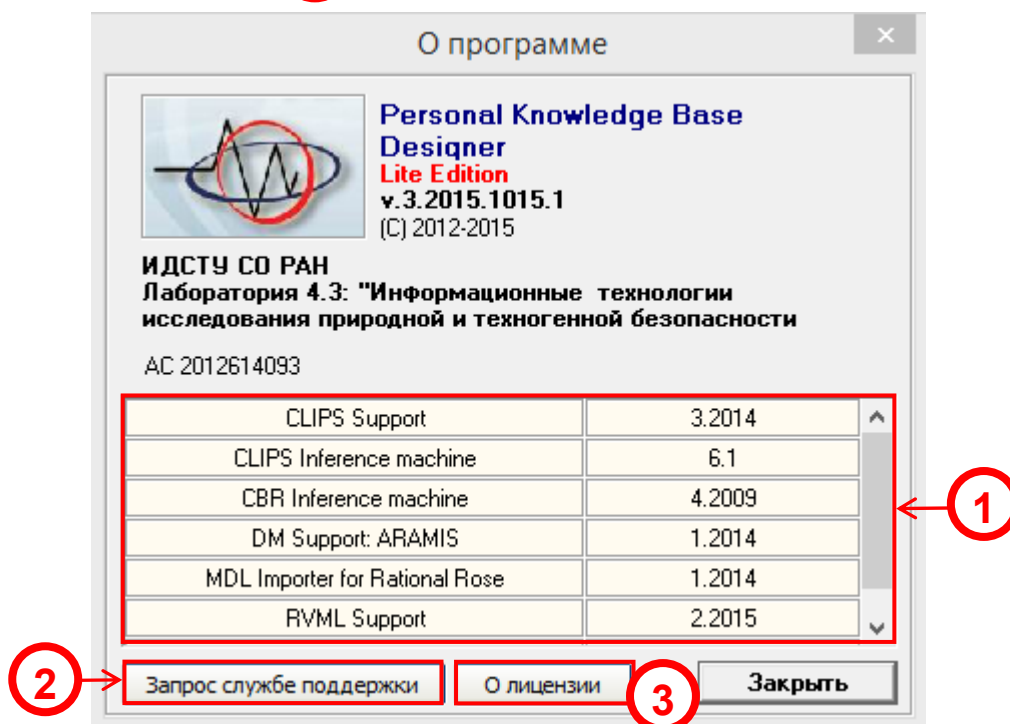 О программе
Personal Knowledge Base
Designer
Lite Edition
v.3.2015.1015.1
(C) 2012-2015
ИДСТУ СО РАН
Лаборатория 4.3: "Информационные технологии
исследования природной и техногенной безопасности
АС 2012614093
CLIPS Support 3.2014
CLIPS Inference machine 6.1
CBR Inference machine 4.2009
DM Support: ARAMIS 1.2014
MDL Importer for Rational Rose 1.2014
RVML Support 2.2015
1
2
Запрос службе поддержки О лицензии Закрыть
3